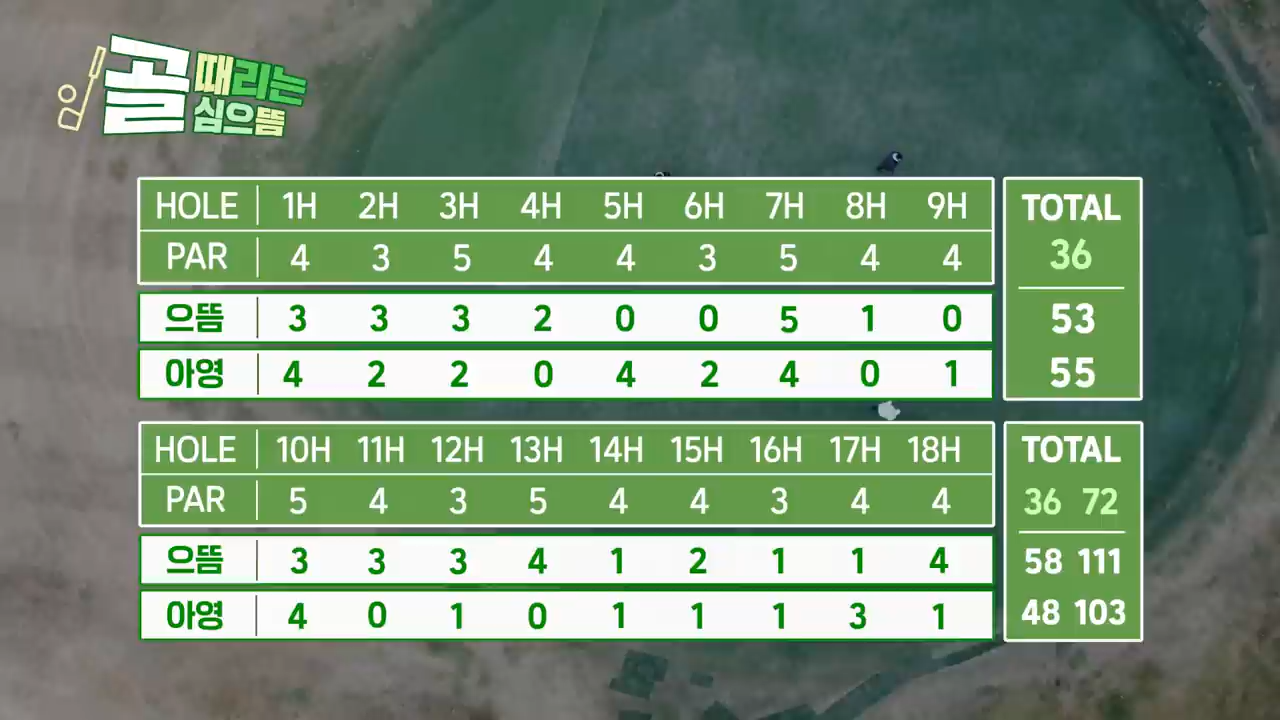 골 때리는
심으뜸
HOLE 1H 2H 3H 4H 5H 6H 7H 8H 9H TOTAL
PAR 4 3 5 4 4 3 5 4 4 36
으뜸 3 3 3 2 0 0 5 1 0 53
아영 4 2 2 0 4 2 4 0 1 55
HOLE 10H 11H 12H 13H 14H 15H 16H 17H 18H TOTAL
PAR 5 4 3 5 4 4 3 4 4 36 72
으뜸 3 3 3 4 1 2 1 1 4 58 111
아영 4 0 1 0 1 1 1 3 1 48 103